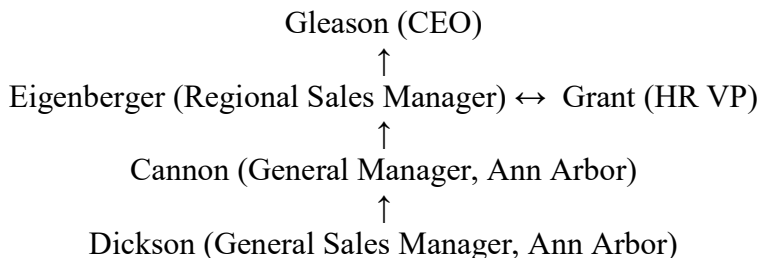 Gleason (CEO)
↑
Eigenberger (Regional Sales Manager) ↔ Grant (HR VP)
↑
Cannon (General Manager, Ann Arbor)
↑
Dickson (General Sales Manager, Ann Arbor)